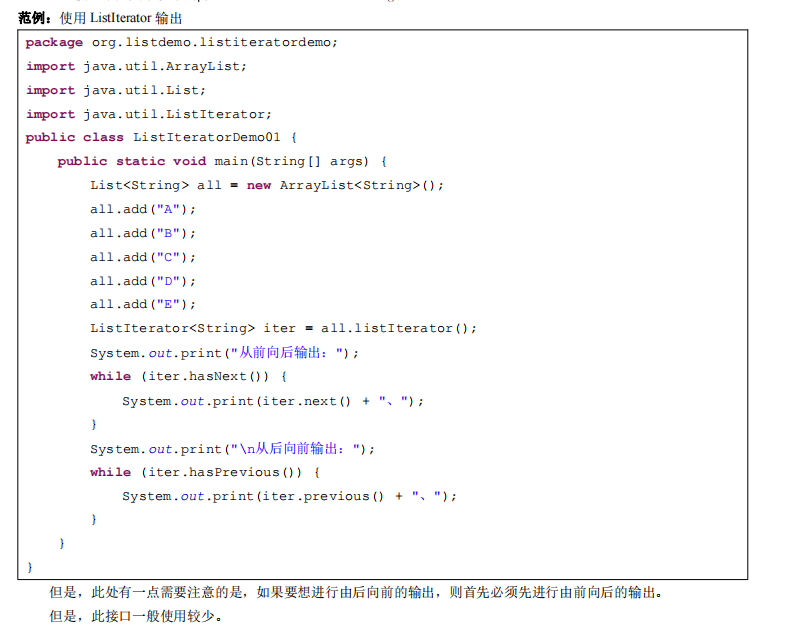 范例：使用 ListIterator 输出
package org.listdemo.listiteratordemo;
import java.util.ArrayList;
import java.util.List;
import java.util.ListIterator;
public class ListIteratorDemo01 {
    public static void main(String[] args) {
        List<String> all = new ArrayList<String>();
        all.add("A");
        all.add("B");
        all.add("C");
        all.add("D");
        all.add("E");
        ListIterator<String> iter = all.listIterator();
        System.out.print("从前向后输出：");
        while (iter.hasNext()) {
            System.out.print(iter.next() + "、");
        }
        System.out.print("\n从后向前输出：");
        while (iter.hasPrevious()) {
            System.out.print(iter.previous() + "、");
        }
    }
}
但是，此处有一点需要注意的是，如果要想进行由后向前的输出，则首先必须先进行由前向后的输出。
但是，此接口一般使用较少。